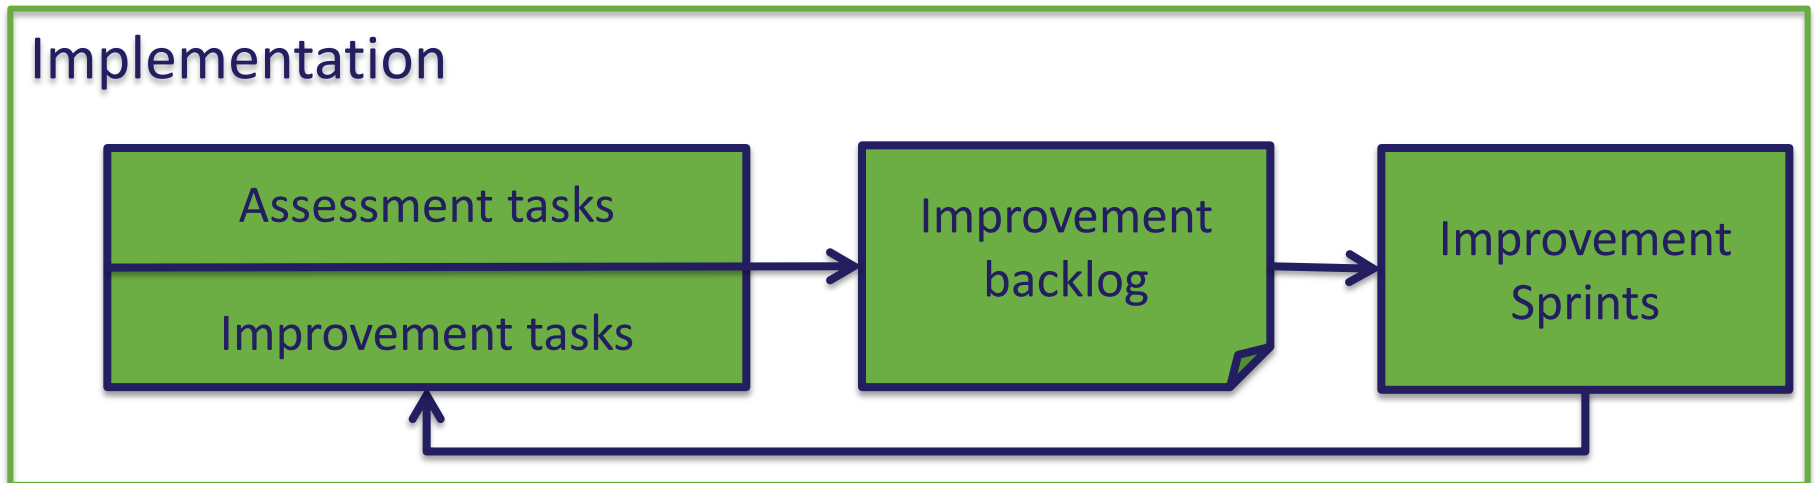 Implementation
Assessment tasks
Improvement tasks
Improvement
backlog
Improvement
Sprints